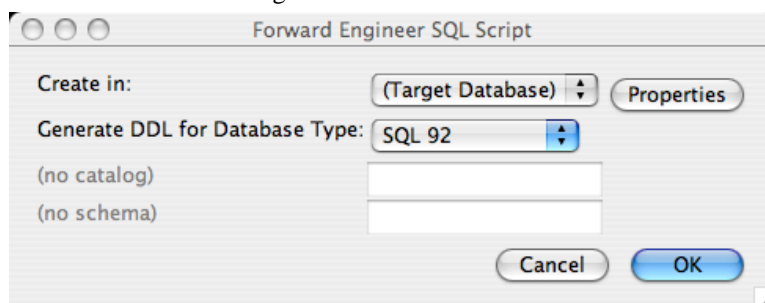 Forward Engineer SQL Script
Create in: (Target Database) Properties
Generate DDL for Database Type: SQL 92
(no catalog)
(no schema)
Cancel OK